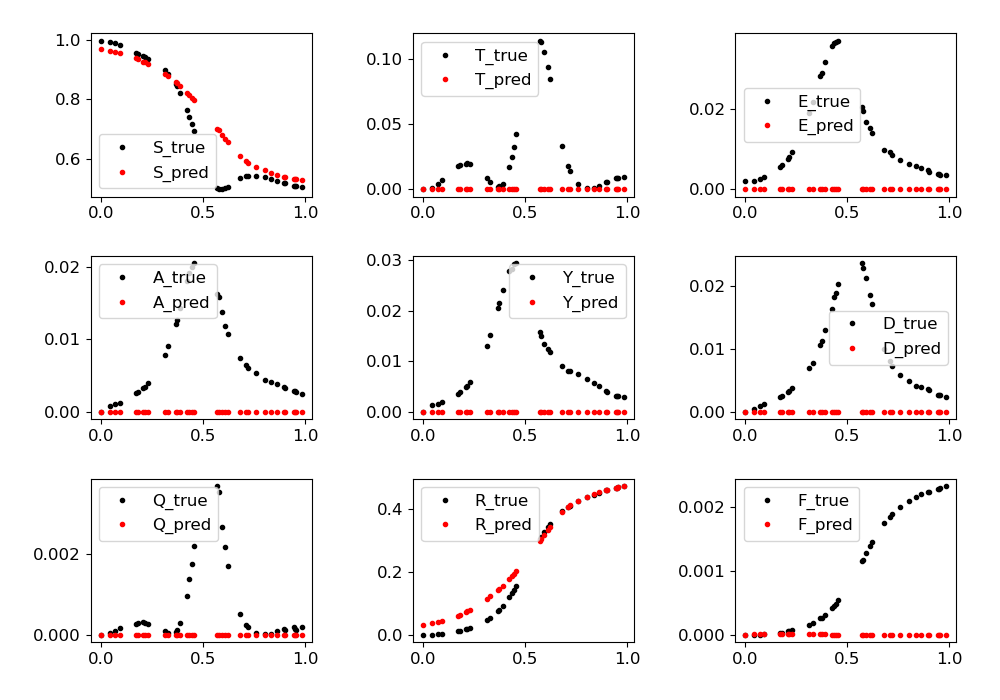 1.0
0.8
0.6
S_true
S_pred
0.0 0.5 1.0
0.10
0.05
0.00
T_true
T_pred
0.0 0.5 1.0
0.02
0.00
E_true
E_pred
0.0 0.5 1.0
0.02
0.01
0.00
A_true
A_pred
0.0 0.5 1.0
0.03
0.02
0.01
0.00
Y_true
Y_pred
0.0 0.5 1.0
0.02
0.01
0.00
D_true
D_pred
0.0 0.5 1.0
0.002
0.000
Q_true
Q_pred
0.0 0.5 1.0
0.4
0.2
0.0
R_true
R_pred
0.0 0.5 1.0
0.002
0.001
0.000
F_true
F_pred
0.0 0.5 1.0